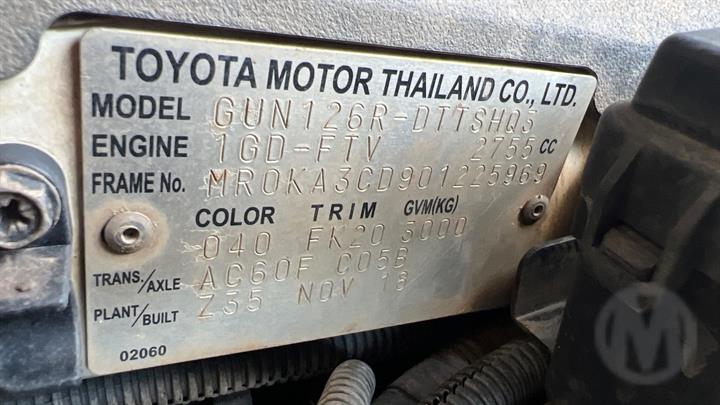 TOYOTA MOTOR THAILAND CO., LTD.
MODEL GUN126R-DTTSHQ3
ENGINE 1GD-FTV 2755 CC
FRAME No. MR0KA3CD901225969
COLOR TRIM GVM(KG)
040 FK20 3000
TRANS./AXLE AC60F C05B
PLANT/BUILT Z35 NOV 18
02060
M